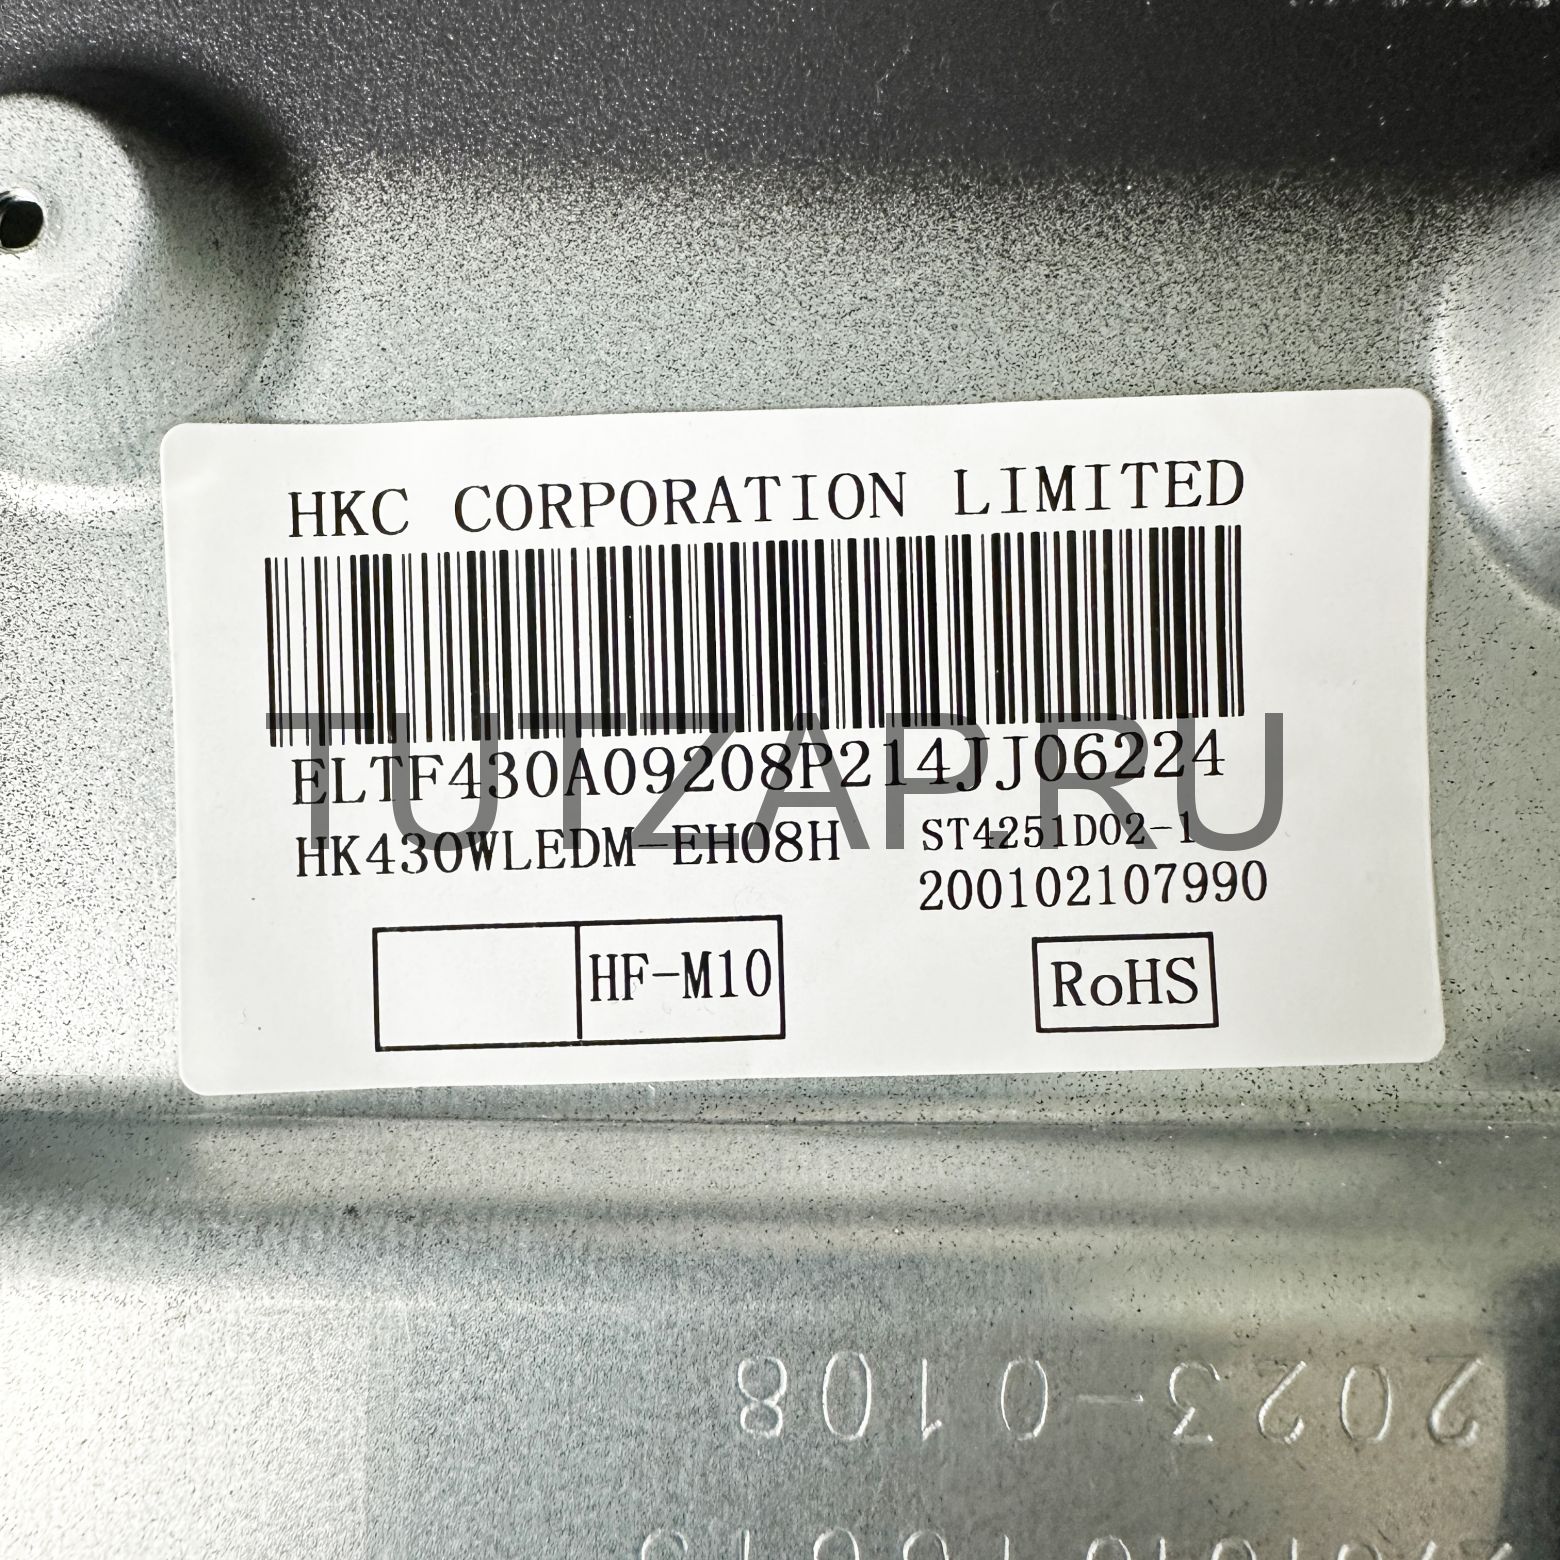 HKC CORPORATION LIMITED
ELTF430A09208P214JJ06224
TUTZAP.RU
HK430WLEDM-EH08H
ST4251D02-1
200102107990
HF-M10
RoHS
2023-0108